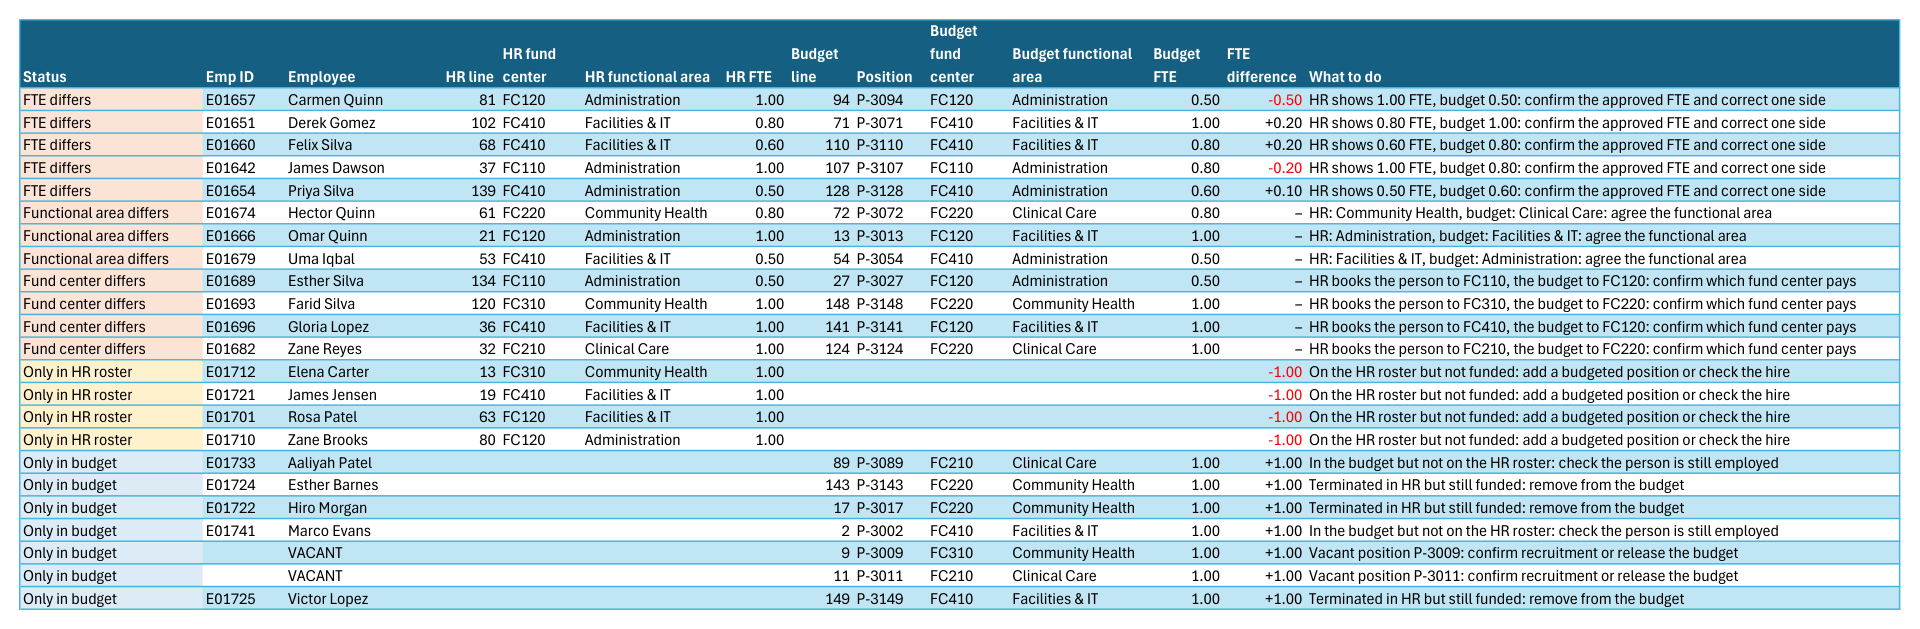 Status Emp ID Employee HR line HR fund center HR functional area HR FTE Budget line Position Budget fund center Budget functional area Budget FTE FTE difference What to do
FTE differs E01657 Carmen Quinn 81 FC120 Administration 1.00 94 P-3094 FC120 Administration 0.50 -0.50 HR shows 1.00 FTE, budget 0.50: confirm the approved FTE and correct one side
FTE differs E01651 Derek Gomez 102 FC410 Facilities & IT 0.80 71 P-3071 FC410 Facilities & IT 1.00 +0.20 HR shows 0.80 FTE, budget 1.00: confirm the approved FTE and correct one side
FTE differs E01660 Felix Silva 68 FC410 Facilities & IT 0.60 110 P-3110 FC410 Facilities & IT 0.80 +0.20 HR shows 0.60 FTE, budget 0.80: confirm the approved FTE and correct one side
FTE differs E01642 James Dawson 37 FC110 Administration 1.00 107 P-3107 FC110 Administration 0.80 -0.20 HR shows 1.00 FTE, budget 0.80: confirm the approved FTE and correct one side
FTE differs E01654 Priya Silva 139 FC410 Administration 0.50 128 P-3128 FC410 Administration 0.60 +0.10 HR shows 0.50 FTE, budget 0.60: confirm the approved FTE and correct one side
Functional area differs E01674 Hector Quinn 61 FC220 Community Health 0.80 72 P-3072 FC220 Clinical Care 0.80 – HR: Community Health, budget: Clinical Care: agree the functional area
Functional area differs E01666 Omar Quinn 21 FC120 Administration 1.00 13 P-3013 FC120 Facilities & IT 1.00 – HR: Administration, budget: Facilities & IT: agree the functional area
Functional area differs E01679 Uma Iqbal 53 FC410 Facilities & IT 0.50 54 P-3054 FC410 Administration 0.50 – HR: Facilities & IT, budget: Administration: agree the functional area
Fund center differs E01689 Esther Silva 134 FC110 Administration 0.50 27 P-3027 FC120 Administration 0.50 – HR books the person to FC110, the budget to FC120: confirm which fund center pays
Fund center differs E01693 Farid Silva 120 FC310 Community Health 1.00 148 P-3148 FC220 Community Health 1.00 – HR books the person to FC310, the budget to FC220: confirm which fund center pays
Fund center differs E01696 Gloria Lopez 36 FC410 Facilities & IT 1.00 141 P-3141 FC120 Facilities & IT 1.00 – HR books the person to FC410, the budget to FC120: confirm which fund center pays
Fund center differs E01682 Zane Reyes 32 FC210 Clinical Care 1.00 124 P-3124 FC220 Clinical Care 1.00 – HR books the person to FC210, the budget to FC220: confirm which fund center pays
Only in HR roster E01712 Elena Carter 13 FC310 Community Health 1.00 -1.00 On the HR roster but not funded: add a budgeted position or check the hire
Only in HR roster E01721 James Jensen 19 FC410 Facilities & IT 1.00 -1.00 On the HR roster but not funded: add a budgeted position or check the hire
Only in HR roster E01701 Rosa Patel 63 FC120 Facilities & IT 1.00 -1.00 On the HR roster but not funded: add a budgeted position or check the hire
Only in HR roster E01710 Zane Brooks 80 FC120 Administration 1.00 -1.00 On the HR roster but not funded: add a budgeted position or check the hire
Only in budget E01733 Aaliyah Patel 89 P-3089 FC210 Clinical Care 1.00 +1.00 In the budget but not on the HR roster: check the person is still employed
Only in budget E01724 Esther Barnes 143 P-3143 FC220 Community Health 1.00 +1.00 Terminated in HR but still funded: remove from the budget
Only in budget E01722 Hiro Morgan 17 P-3017 FC220 Community Health 1.00 +1.00 Terminated in HR but still funded: remove from the budget
Only in budget E01741 Marco Evans 2 P-3002 FC410 Facilities & IT 1.00 +1.00 In the budget but not on the HR roster: check the person is still employed
Only in budget VACANT 9 P-3009 FC310 Community Health 1.00 +1.00 Vacant position P-3009: confirm recruitment or release the budget
Only in budget VACANT 11 P-3011 FC210 Clinical Care 1.00 +1.00 Vacant position P-3011: confirm recruitment or release the budget
Only in budget E01725 Victor Lopez 149 P-3149 FC410 Facilities & IT 1.00 +1.00 Terminated in HR but still funded: remove from the budget